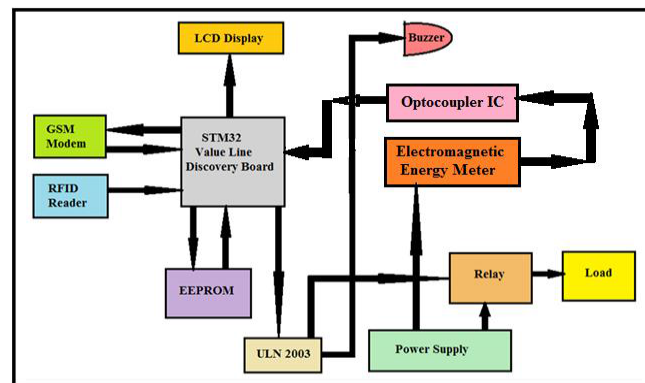 LCD Display
Buzzer
Optocoupler IC
GSM
Modem
STM32
Value Line
Discovery Board
Electromagnetic
Energy Meter
RFID
Reader
EEPROM
Relay
Load
ULN 2003
Power Supply